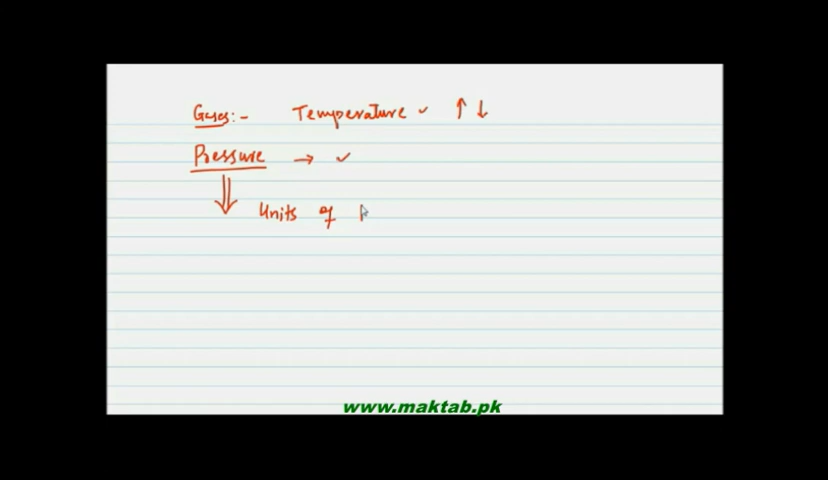 Gases:- Temperature ✓ ↑ ↓
Pressure → ✓
⇓ Units of
www.maktab.pk